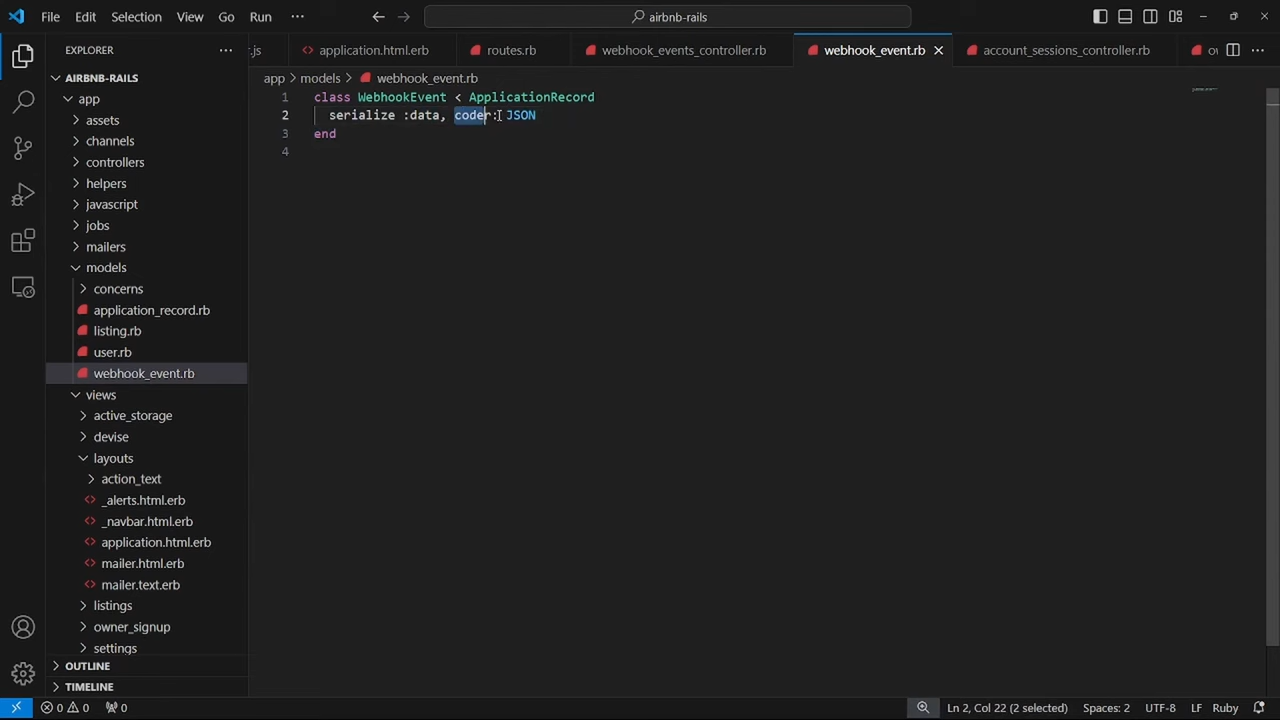 File Edit Selection View Go Run ··· airbnb-rails
EXPLORER ···
.js application.html.erb routes.rb webhook_events_controller.rb webhook_event.rb account_sessions_controller.rb ···
AIRBNB-RAILS
app > models > webhook_event.rb
app
assets
channels
controllers
helpers
javascript
jobs
mailers
models
concerns
application_record.rb
listing.rb
user.rb
webhook_event.rb
views
active_storage
devise
layouts
action_text
_alerts.html.erb
_navbar.html.erb
application.html.erb
mailer.html.erb
mailer.text.erb
listings
owner_signup
settings
OUTLINE
TIMELINE
1 class WebhookEvent < ApplicationRecord
2 serialize :data, coder: JSON
3 end
4
0 0 0 Ln 2, Col 22 (2 selected) Spaces: 2 UTF-8 LF Ruby